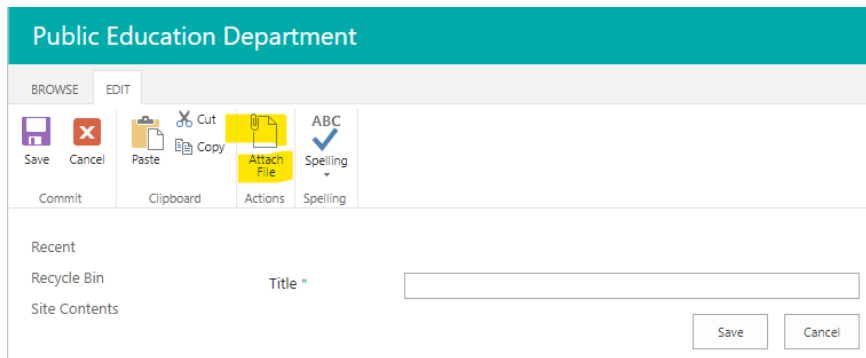 Public Education Department
BROWSE EDIT
Save Cancel Paste Cut Copy Attach File ABC Spelling
Commit Clipboard Actions Spelling
Recent
Recycle Bin
Title *
Site Contents
Save Cancel